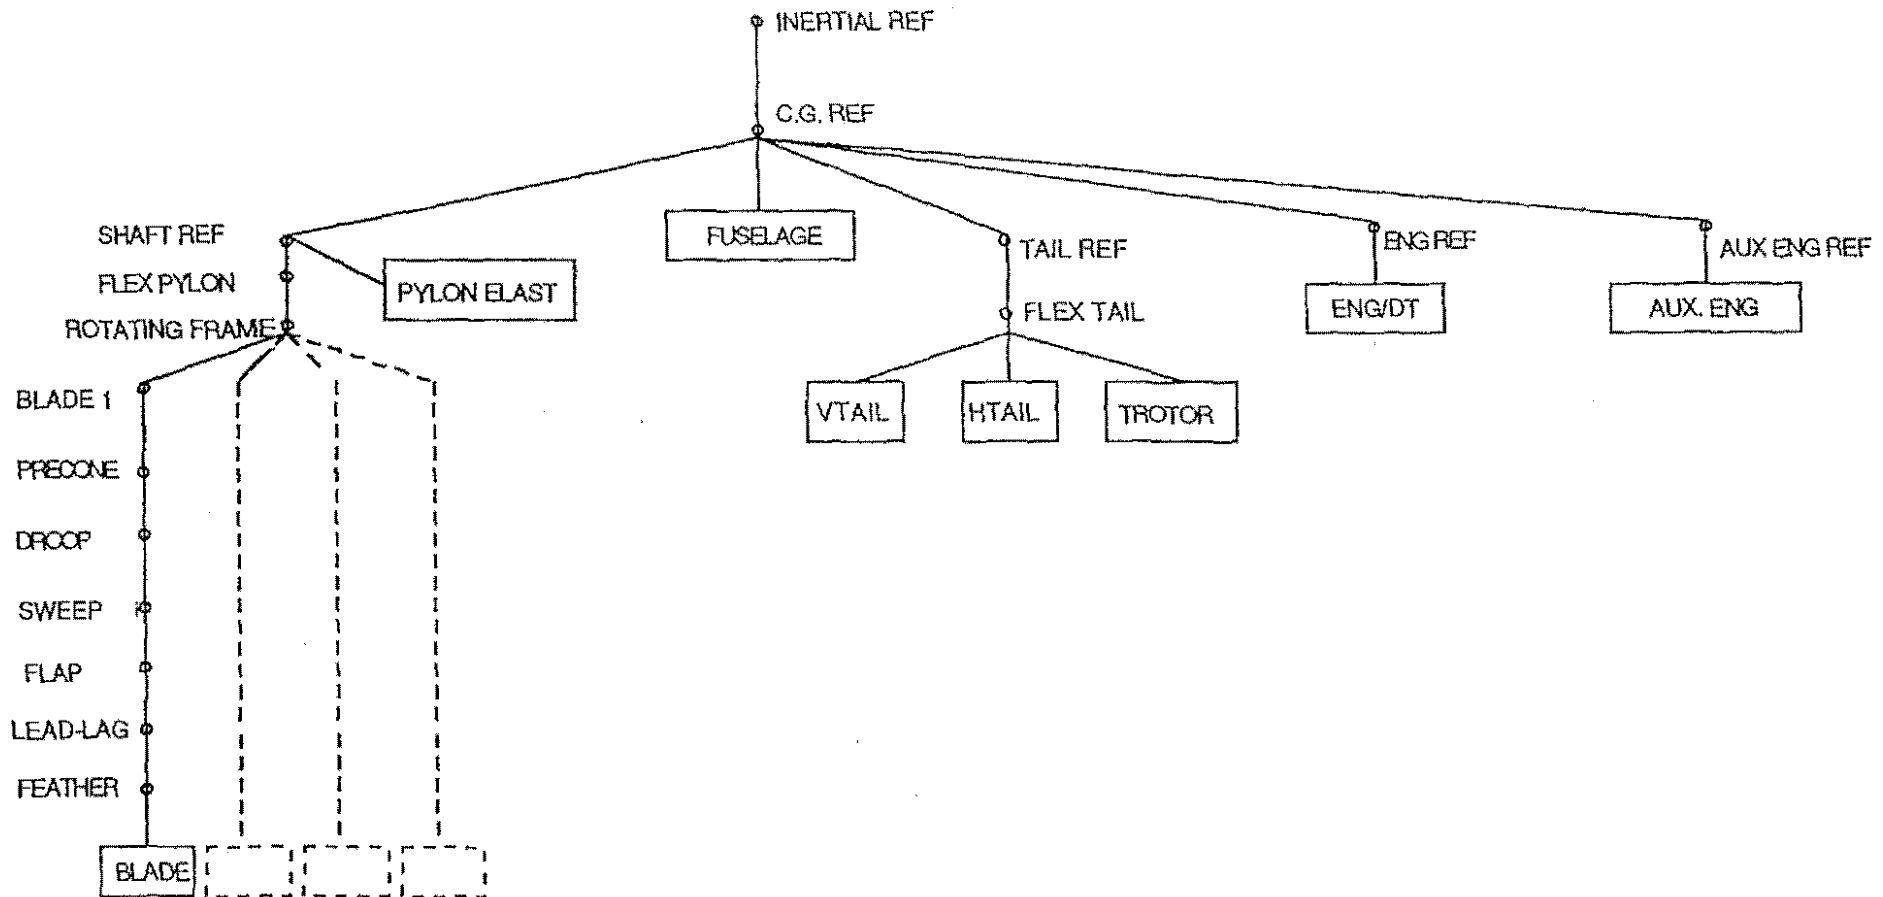 INERTIAL REF
C.G. REF
SHAFT REF
FUSELAGE
TAIL REF
ENG REF
AUX ENG REF
FLEX PYLON
PYLON ELAST
ROTATING FRAME
FLEX TAIL
ENG/DT
AUX. ENG
BLADE 1
VTAIL
HTAIL
TROTOR
PRECONE
DROOP
SWEEP
FLAP
LEAD-LAG
FEATHER
BLADE